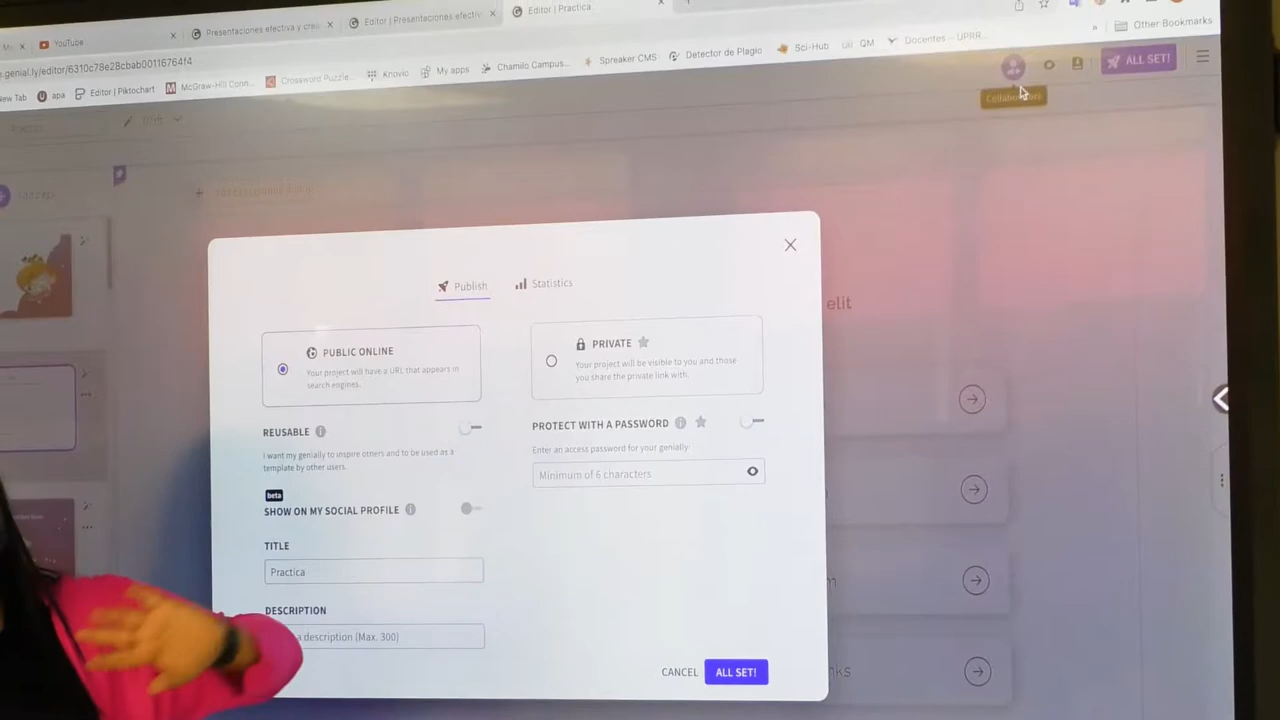 YouTube
Presentaciones efectiva y crea
Editor | Presentaciones efectiv
Editor | Practica
genial.ly/editor/6310c78e28cbab00116764f4
New Tab
apa
Editor | Piktochart
McGraw-Hill Conn...
Crossword Puzzle...
Knovio
My apps
Chamilo Campus...
Spreaker CMS
Detector de Plagio
Sci-Hub
QM
Docentes – UPRR...
»
Other Bookmarks
ALL SET!
Collaborators
Publish
Statistics
PUBLIC ONLINE
Your project will have a URL that appears in
search engines.
PRIVATE
Your project will be visible to you and those
you share the private link with.
REUSABLE
I want my genially to inspire others and to be used as a
template by other users.
PROTECT WITH A PASSWORD
Enter an access password for your genially
Minimum of 6 characters
beta
SHOW ON MY SOCIAL PROFILE
TITLE
Practica
DESCRIPTION
a description (Max. 300)
CANCEL
ALL SET!
elit